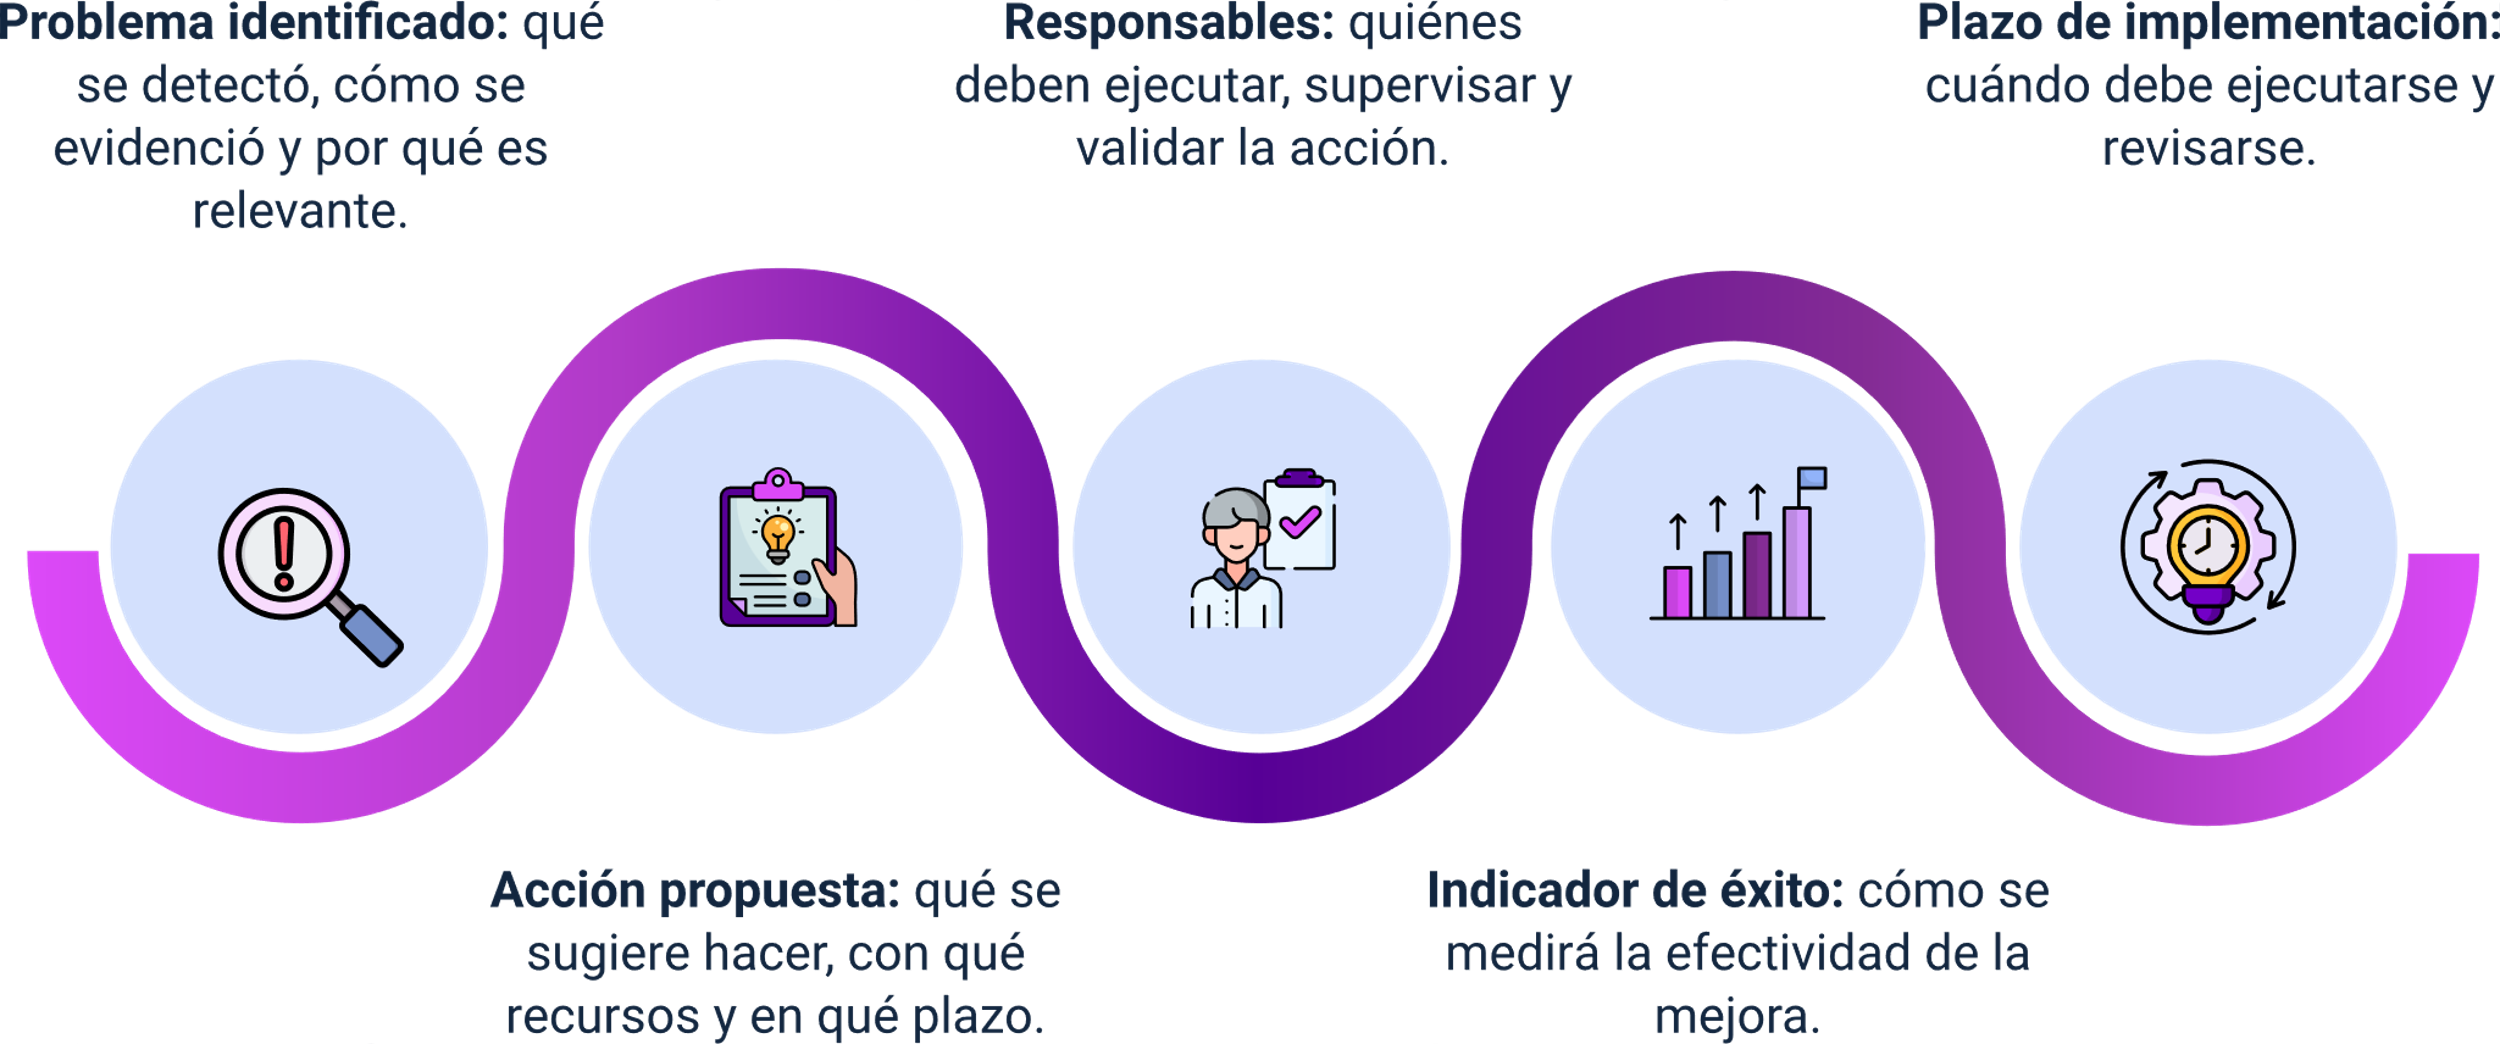 Problema identificado: qué
se detectó, cómo se
evidenció y por qué es
relevante.
Acción propuesta: qué se
sugiere hacer, con qué
recursos y en qué plazo.
Responsables: quiénes
deben ejecutar, supervisar y
validar la acción.
Indicador de éxito: cómo se
medirá la efectividad de la
mejora.
Plazo de implementación:
cuándo debe ejecutarse y
revisarse.